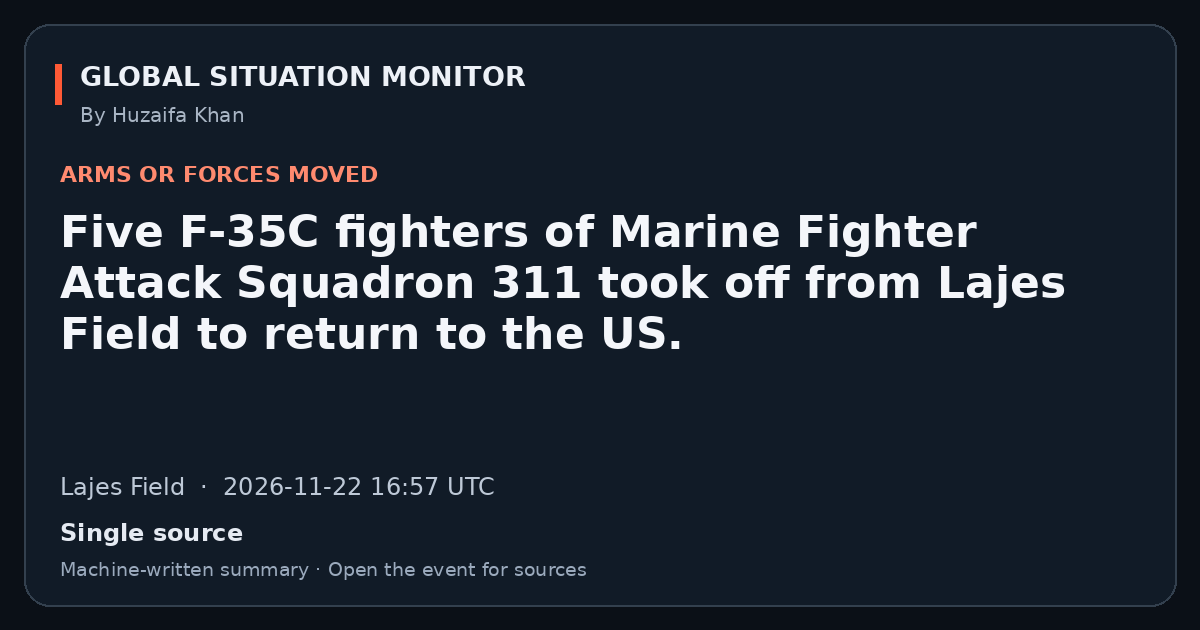 GLOBAL SITUATION MONITOR
By Huzaifa Khan
ARMS OR FORCES MOVED
Five F-35C fighters of Marine Fighter
Attack Squadron 311 took off from Lajes
Field to return to the US.
Lajes Field · 2026-11-22 16:57 UTC
Single source
Machine-written summary · Open the event for sources